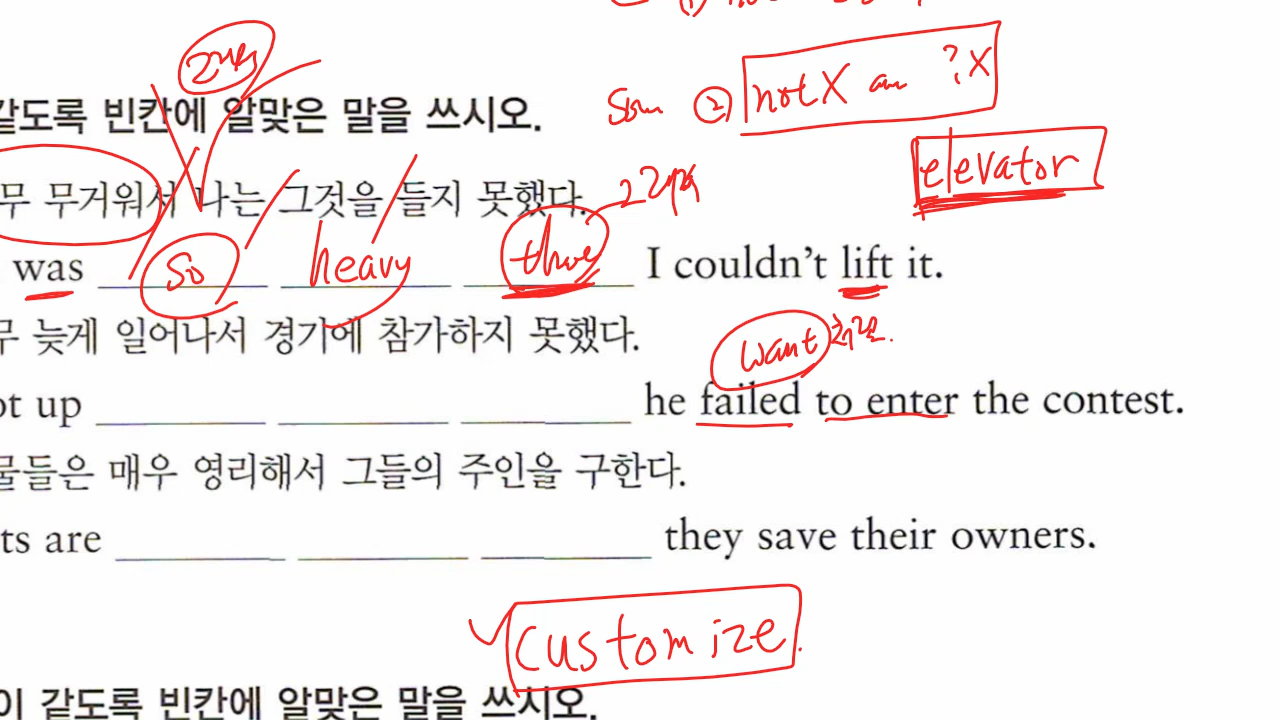 같도록 빈칸에 알맞은 말을 쓰시오.
not X an ? X
elevator
무 무거워서 나는 그것을 들지 못했다.
was so heavy I couldn't lift it.
무 늦게 일어나서 경기에 참가하지 못했다.
want
ot up he failed to enter the contest.
물들은 매우 영리해서 그들의 주인을 구한다.
ts are they save their owners.
customize
이 같도록 빈칸에 알맞은 말을 쓰시오.